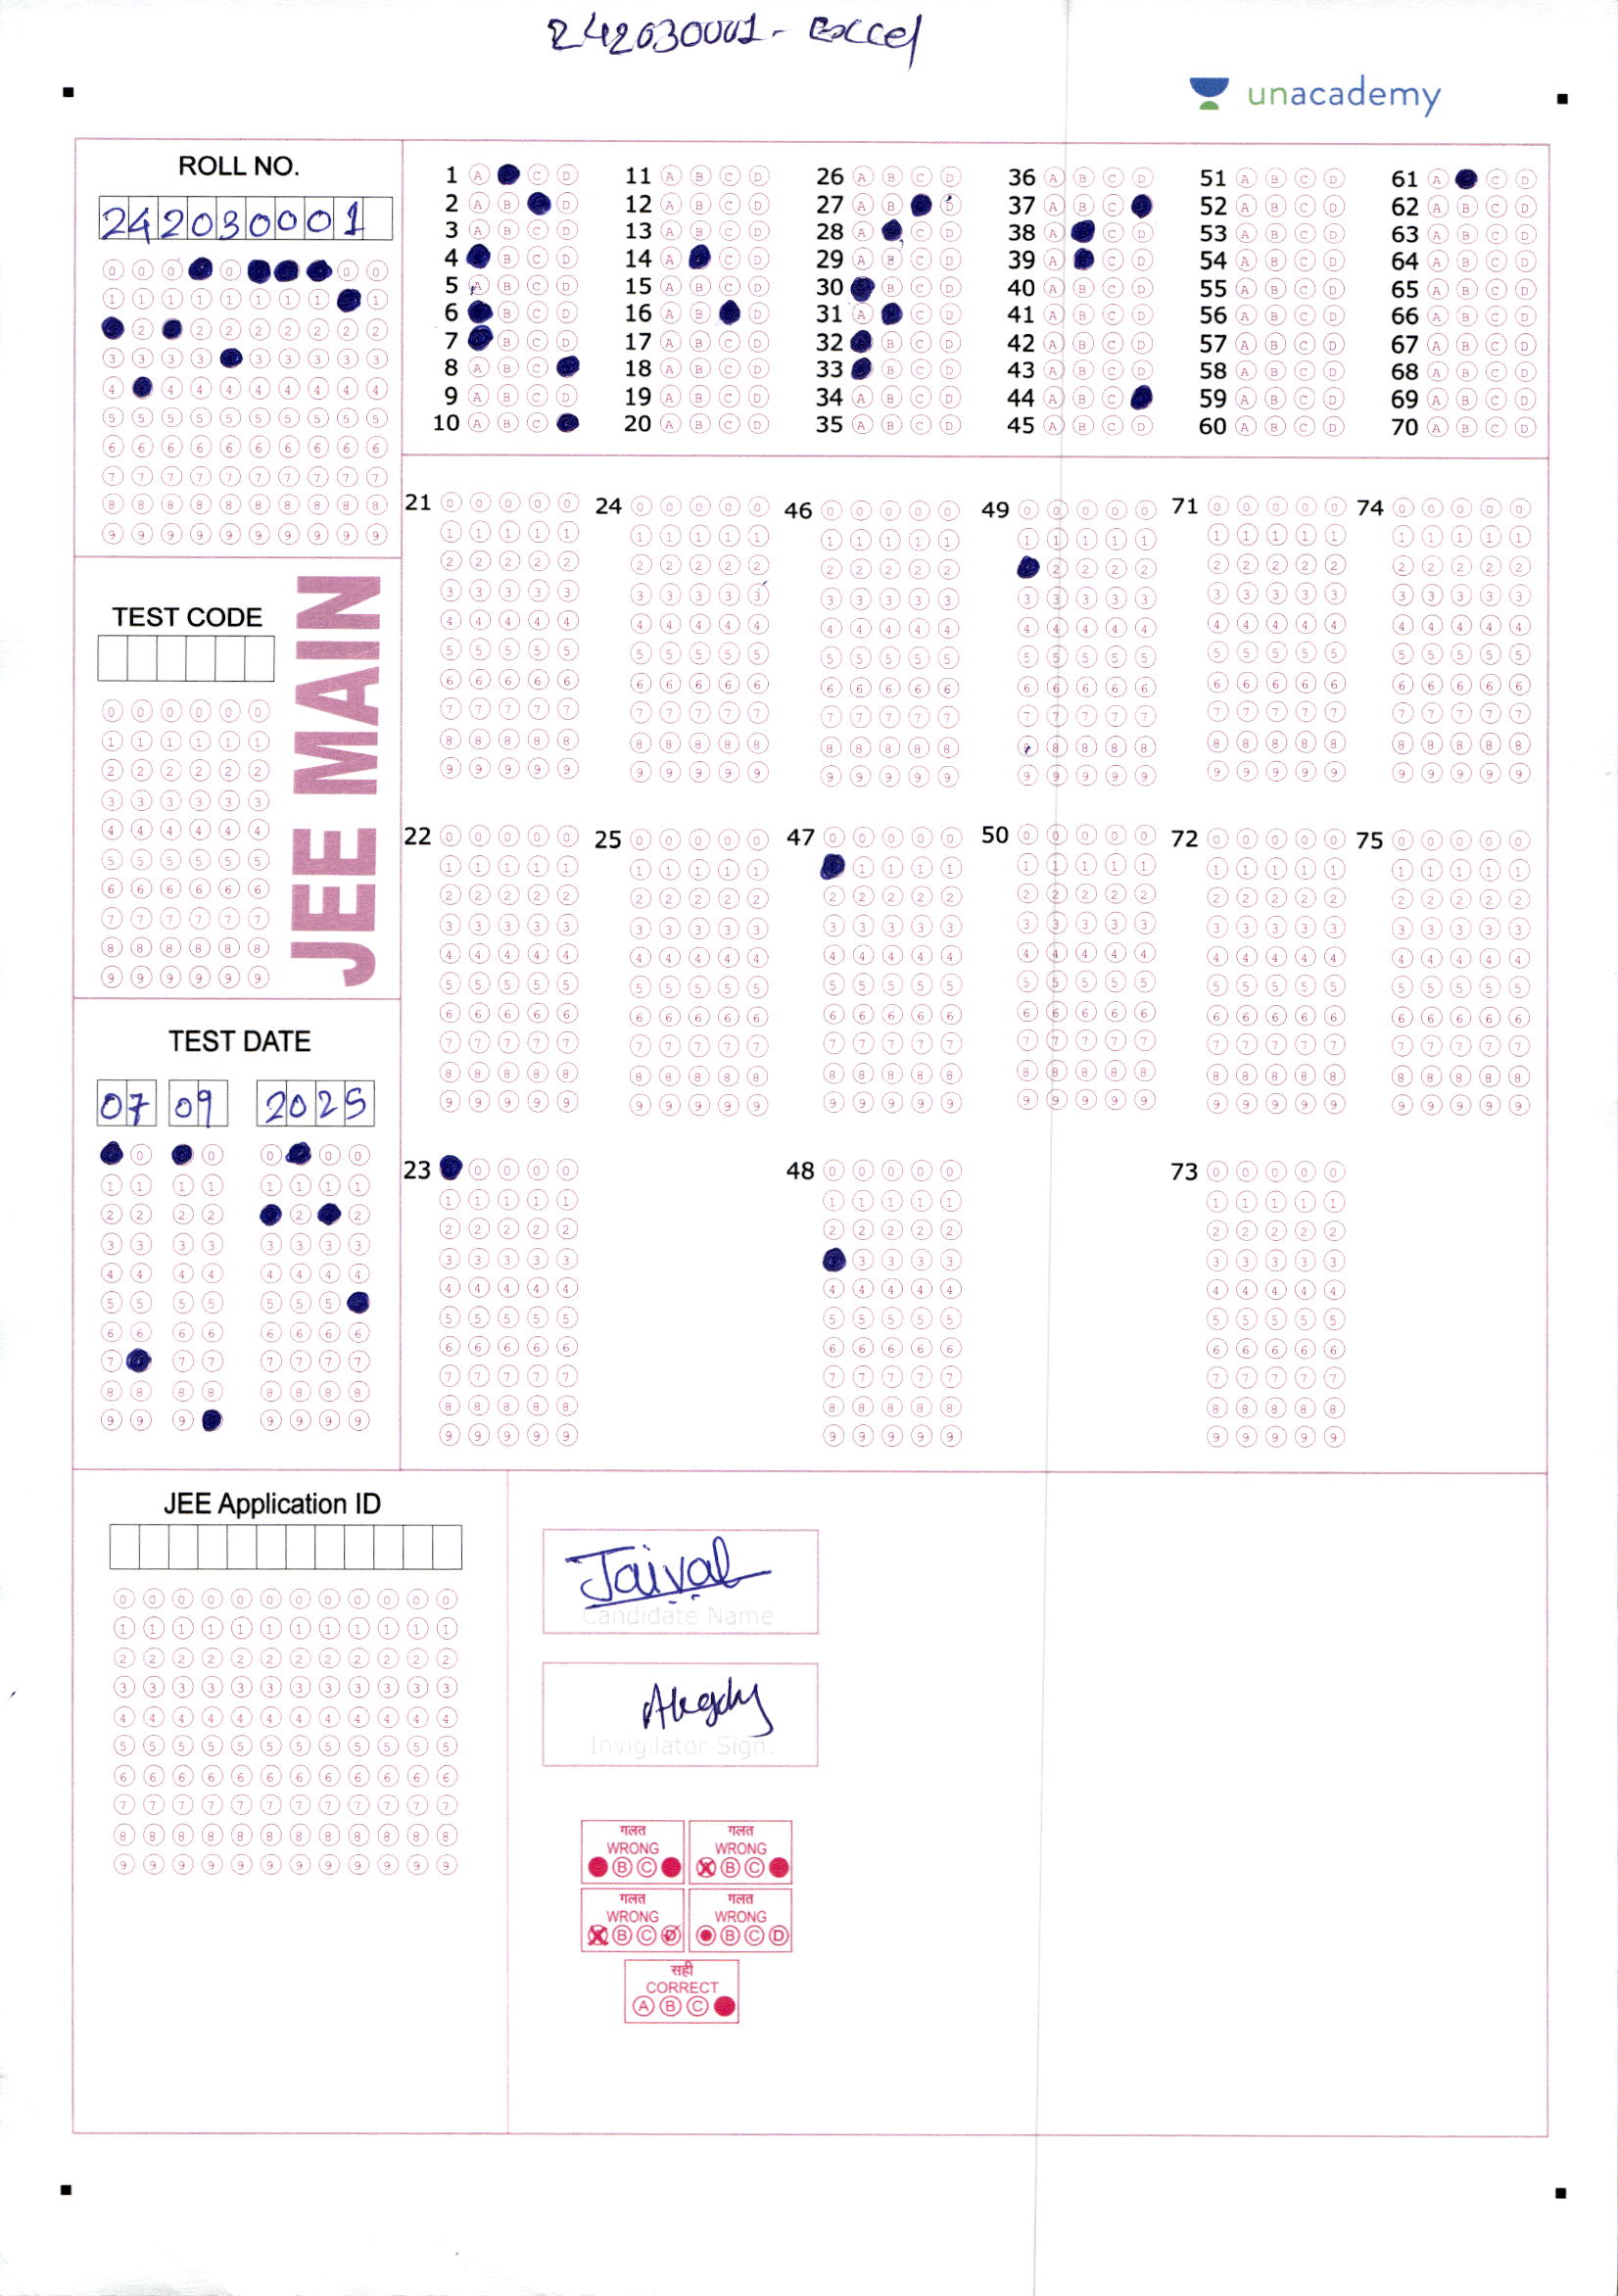 242030001 - Excel
unacademy
ROLL NO.
242030001
TEST CODE
JEE MAIN
TEST DATE
07 09 2025
1 A C D
2 A B D
3 A B C D
4 B C D
5 A B C D
6 B C D
7 B C D
8 A B C
9 A B C D
10 A B C
11 A B C D
12 A B C D
13 A B C D
14 A C D
15 A B C D
16 A B D
17 A B C D
18 A B C D
19 A B C D
20 A B C D
26 A B C D
27 A B D
28 A C D
29 A B C D
30 B C D
31 A C D
32 B C D
33 B C D
34 A B C D
35 A B C D
36 A B C D
37 A B C
38 A C D
39 A C D
40 A B C D
41 A B C D
42 A B C D
43 A B C D
44 A B C
45 A B C D
51 A B C D
52 A B C D
53 A B C D
54 A B C D
55 A B C D
56 A B C D
57 A B C D
58 A B C D
59 A B C D
60 A B C D
61 A C D
62 A B C D
63 A B C D
64 A B C D
65 A B C D
66 A B C D
67 A B C D
68 A B C D
69 A B C D
70 A B C D
21
24
46
49
71
74
22
25
47
50
72
75
23
48
73
JEE Application ID
Jaival
Candidate Name
Invigilator Sign.
गलत
WRONG
B C
गलत
WRONG
B C
गलत
WRONG
B C D
गलत
WRONG
B C D
सही
CORRECT
A B C